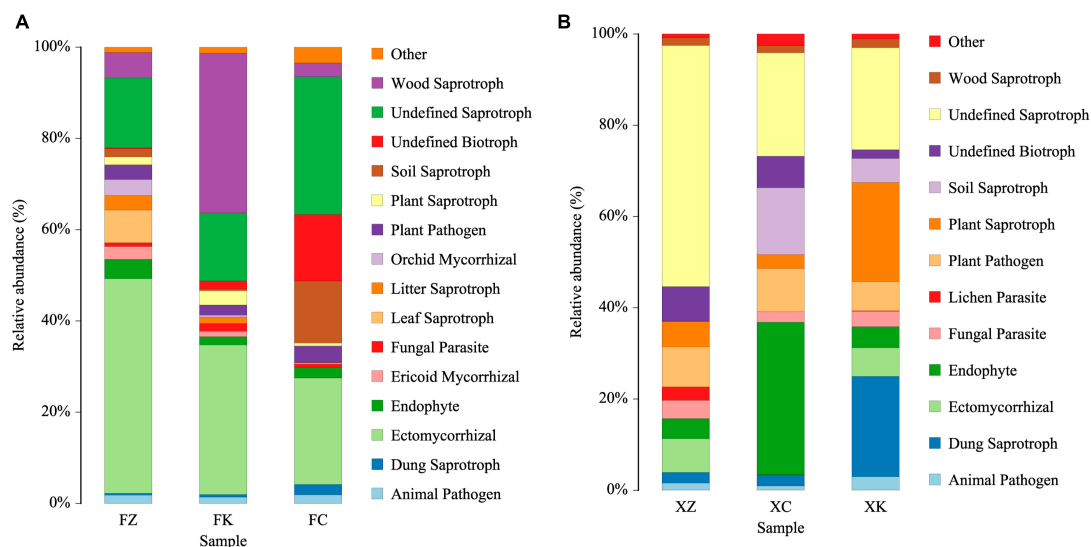 A
100%
80%
60%
40%
20%
0%
Relative abundance (%)
FZ
FK
FC
Sample
Other
Wood Saprotroph
Undefined Saprotroph
Undefined Biotroph
Soil Saprotroph
Plant Saprotroph
Plant Pathogen
Orchid Mycorrhizal
Litter Saprotroph
Leaf Saprotroph
Fungal Parasite
Ericoid Mycorrhizal
Endophyte
Ectomycorrhizal
Dung Saprotroph
Animal Pathogen
B
100%
80%
60%
40%
20%
0%
Relative abundance (%)
XZ
XC
XK
Sample
Other
Wood Saprotroph
Undefined Saprotroph
Undefined Biotroph
Soil Saprotroph
Plant Saprotroph
Plant Pathogen
Lichen Parasite
Fungal Parasite
Endophyte
Ectomycorrhizal
Dung Saprotroph
Animal Pathogen